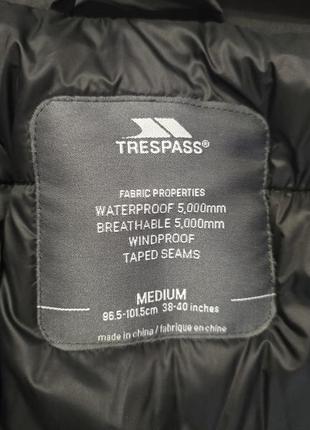 TRESPASS®
FABRIC PROPERTIES
WATERPROOF 5,000mm
BREATHABLE 5,000mm
WINDPROOF
TAPED SEAMS
MEDIUM
96.5-101.5cm 38-40 inches
made in china / fabriqué en chine